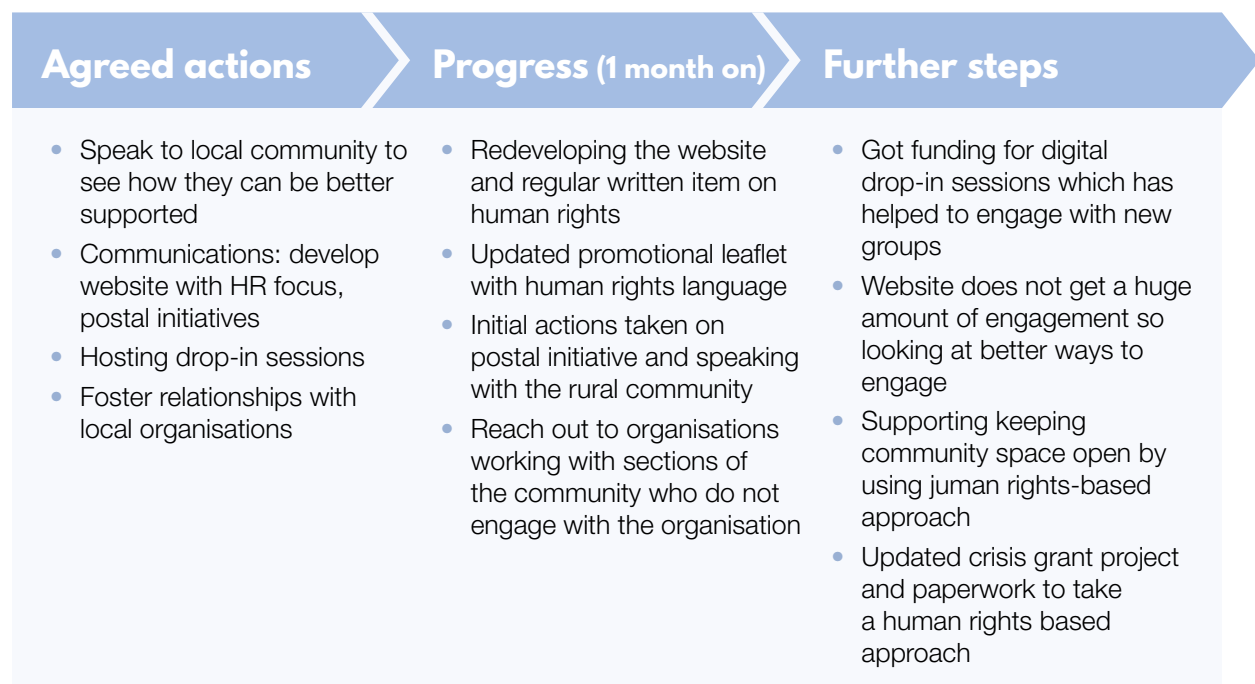 Agreed actions
Speak to local community to
see how they can be better
supported
Communications: develop
website with HR focus,
postal initiatives
Hosting drop-in sessions
Foster relationships with
local organisations
Progress (1 month on)
Redeveloping the website
and regular written item on
human rights
Updated promotional leaflet
with human rights language
Initial actions taken on
postal initiative and speaking
with the rural community
Reach out to organisations
working with sections of
the community who do not
engage with the organisation
Further steps
Got funding for digital
drop-in sessions which has
helped to engage with new
groups
Website does not get a huge
amount of engagement so
looking at better ways to
engage
Supporting keeping
community space open by
using juman rights-based
approach
Updated crisis grant project
and paperwork to take
a human rights based
approach